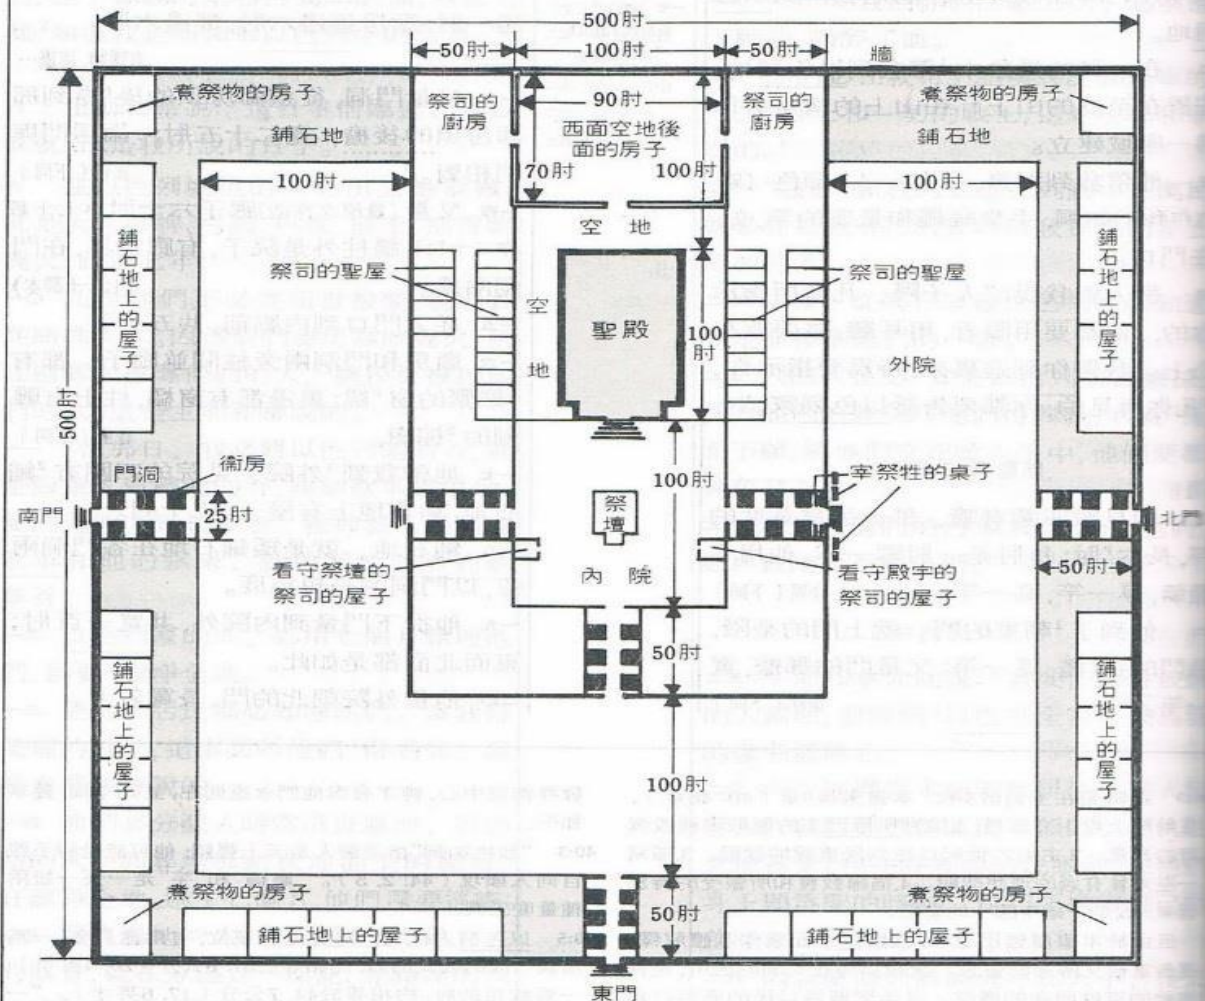 500肘
50肘
100肘
50肘
牆
煮祭物的房子
鋪石地
祭司的
廚房
90肘
西面空地後
面的房子
70肘
100肘
祭司的
廚房
煮祭物的房子
鋪石地
100肘
100肘
空 地
鋪石地上的屋子
祭司的聖屋
空
地
聖殿
100
肘
祭司的聖屋
外院
鋪石地上的屋子
500肘
門洞
衞房
南門
25肘
祭
壇
100肘
宰祭牲的桌子
北門
看守祭壇的
祭司的屋子
內 院
看守殿宇的
祭司的屋子
50肘
50肘
鋪石地上的屋子
鋪石地上的屋子
100肘
煮祭物的房子
鋪石地上的屋子
50肘
煮祭物的房子
鋪石地上的屋子
東門